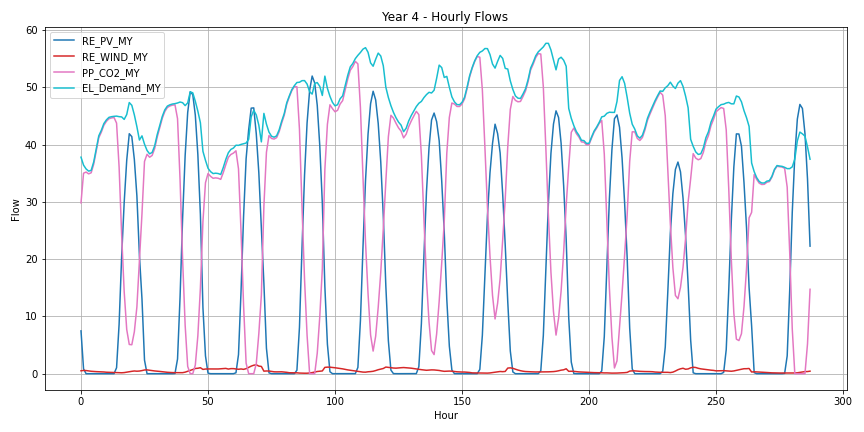 Year 4 - Hourly Flows
RE_PV_MY
RE_WIND_MY
PP_CO2_MY
EL_Demand_MY
Flow
60
50
40
30
20
10
0
0 50 100 150 200 250 300
Hour